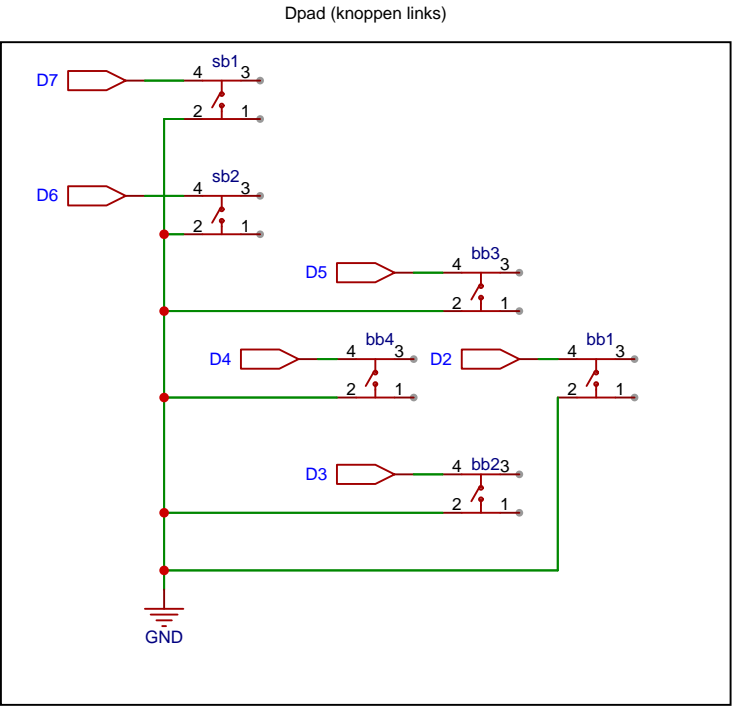 Dpad (knoppen links)
sb1
D7
4 3
2 1
sb2
D6
4 3
2 1
bb3
D5
4 3
2 1
bb4
D4
4 3
2 1
bb1
D2
4 3
2 1
bb2
D3
4 3
2 1
GND